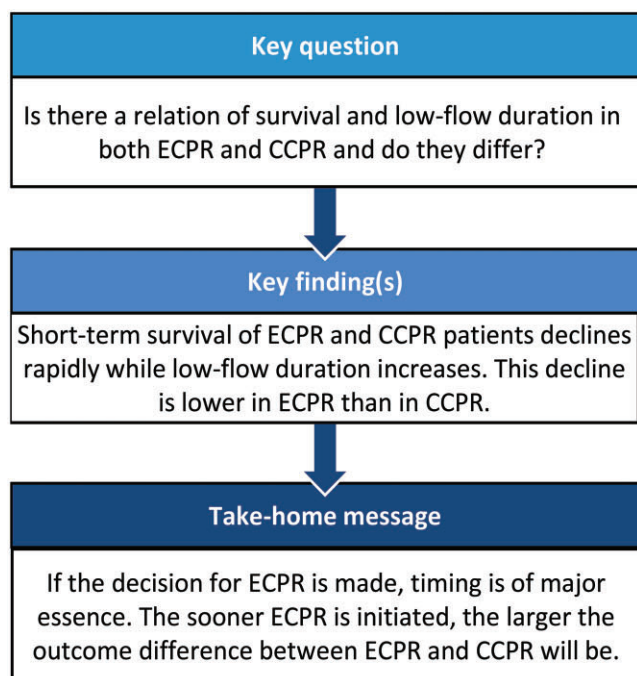 Key question
Is there a relation of survival and low-flow duration in
both ECPR and CCPR and do they differ?
Key finding(s)
Short-term survival of ECPR and CCPR patients declines
rapidly while low-flow duration increases. This decline
is lower in ECPR than in CCPR.
Take-home message
If the decision for ECPR is made, timing is of major
essence. The sooner ECPR is initiated, the larger the
outcome difference between ECPR and CCPR will be.